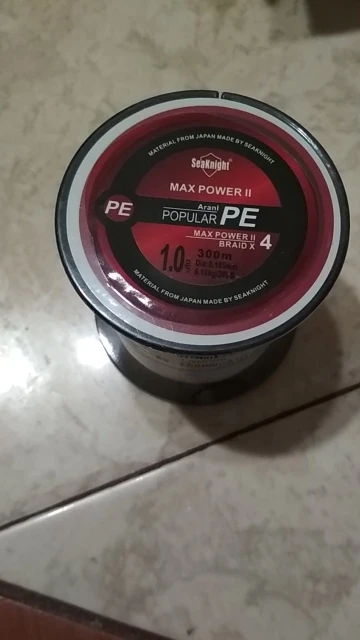 MATERIAL FROM JAPAN MADE BY SEAKNIGHT
SeaKnight
MAX POWER II
PE
Arani
POPULAR PE
MAX POWER II
BRAID X 4
1.0
300m
MATERIAL FROM JAPAN MADE BY SEAKNIGHT